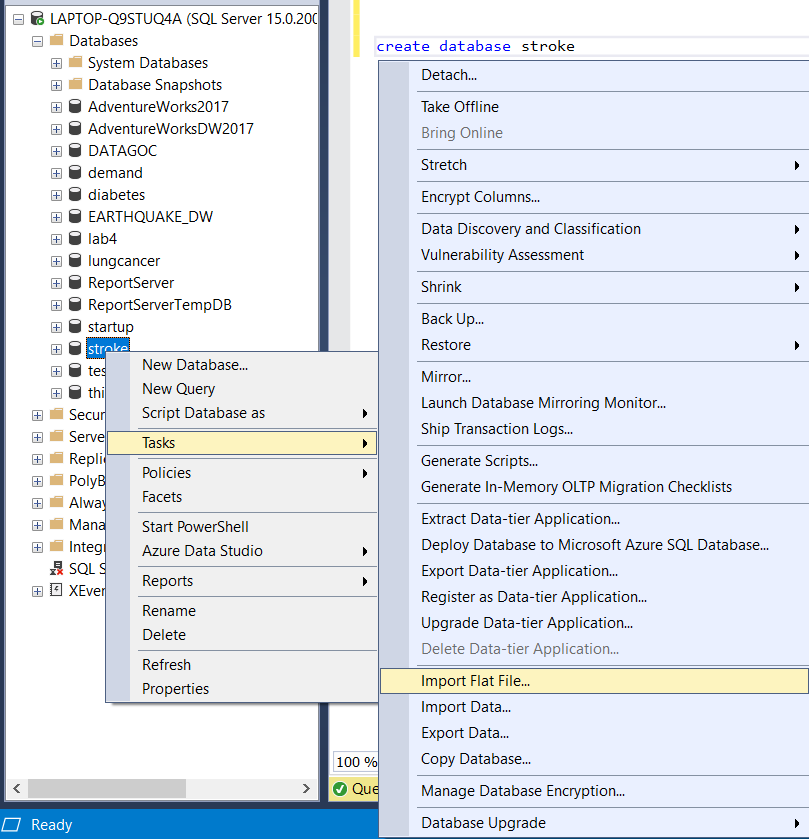 LAPTOP-Q9STUQ4A (SQL Server 15.0.200
Databases
System Databases
Database Snapshots
AdventureWorks2017
AdventureWorksDW2017
DATAGOC
demand
diabetes
EARTHQUAKE_DW
lab4
lungcancer
ReportServer
ReportServerTempDB
startup
stroke
tes
thi
Secur
Serve
Replic
PolyB
Alway
Mana
Integr
SQL S
XEver
New Database...
New Query
Script Database as
Tasks
Policies
Facets
Start PowerShell
Azure Data Studio
Reports
Rename
Delete
Refresh
Properties
create database stroke
Detach...
Take Offline
Bring Online
Stretch
Encrypt Columns...
Data Discovery and Classification
Vulnerability Assessment
Shrink
Back Up...
Restore
Mirror...
Launch Database Mirroring Monitor...
Ship Transaction Logs...
Generate Scripts...
Generate In-Memory OLTP Migration Checklists
Extract Data-tier Application...
Deploy Database to Microsoft Azure SQL Database...
Export Data-tier Application...
Register as Data-tier Application...
Upgrade Data-tier Application...
Delete Data-tier Application...
Import Flat File...
Import Data...
Export Data...
Copy Database...
Manage Database Encryption...
Database Upgrade
100 %
Que
Ready